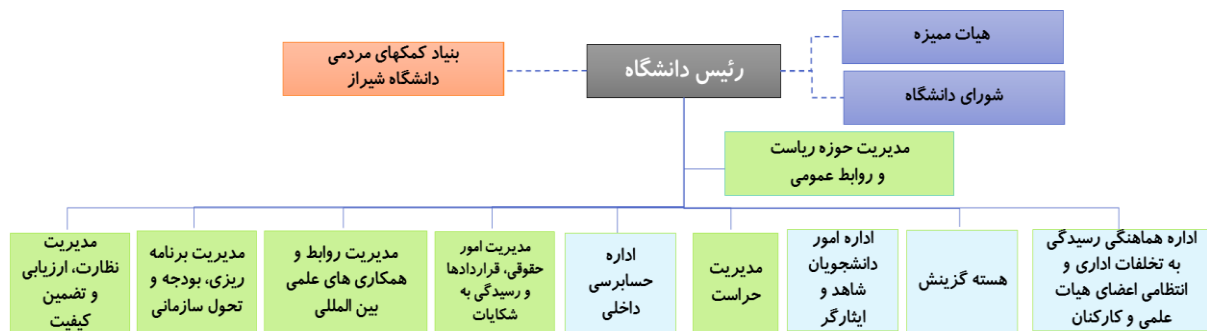 هیات ممیزه
رئیس دانشگاه
بنیاد کمکهای مردمی
دانشگاه شیراز
شورای دانشگاه
مدیریت حوزه ریاست
و روابط عمومی
اداره هماهنگی رسیدگی
به تخلفات اداری و
انتظامی اعضای هیات
علمی و کارکنان
هسته گزینش
اداره امور
دانشجویان
شاهد و
ایثارگر
مدیریت
حراست
اداره
حسابرسی
داخلی
مدیریت امور
حقوقی، قراردادها
و رسیدگی به
شکایات
مدیریت روابط و
همکاری های علمی
بین المللی
مدیریت برنامه
ریزی، بودجه و
تحول سازمانی
مدیریت
نظارت، ارزیابی
و تضمین
کیفیت